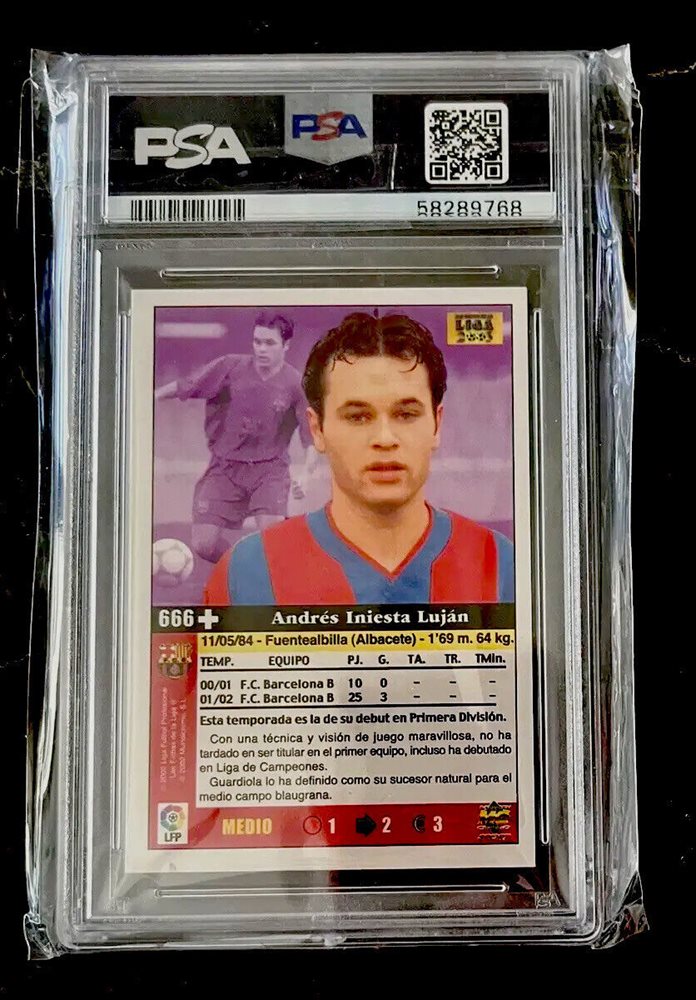 PSA
PSA
58289768
LIGA
666+
Andrés Iniesta Luján
11/05/84 - Fuentealbilla (Albacete) - 1'69 m. 64 kg.
TEMP. EQUIPO PJ. G. TA. TR. TMin.
00/01 F.C. Barcelona B 10 0 – – –
01/02 F.C. Barcelona B 25 3 – – –
Esta temporada es la de su debut en Primera División.
Con una técnica y visión de juego maravillosa, no ha
tardado en ser titular en el primer equipo, incluso ha debutado
en Liga de Campeones.
Guardiola lo ha definido como su sucesor natural para el
medio campo blaugrana.
LFP
MEDIO 1 2 3